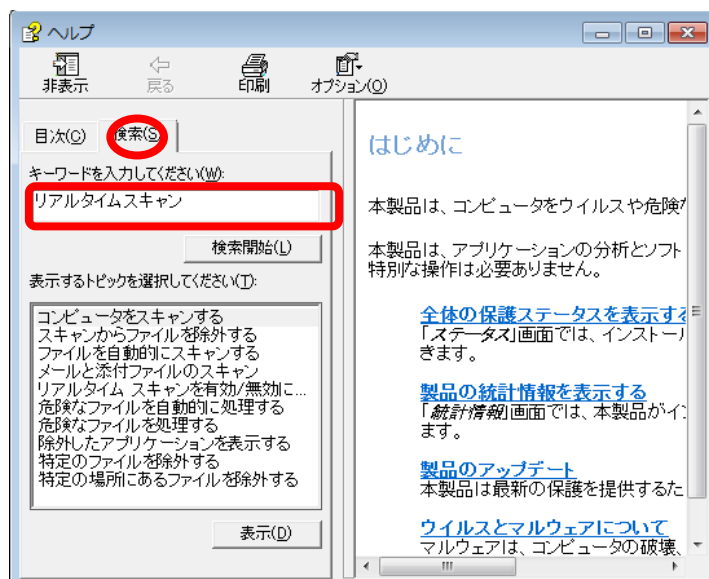 ヘルプ
非表示
戻る
印刷
オプション(O)
目次(C)
検索(S
キーワードを入力してください(W):
リアルタイムスキャン
検索開始(L)
表示するトピックを選択してください(T):
コンピュータをスキャンする
スキャンからファイルを除外する
ファイルを自動的にスキャンする
メールと添付ファイルのスキャン
リアルタイム スキャンを有効/無効に...
危険なファイルを自動的に処理する
危険なファイルを処理する
除外したアプリケーションを表示する
特定のファイルを除外する
特定の場所にあるファイルを除外する
表示(D)
はじめに
本製品は、コンピュータをウイルスや危険な
本製品は、アプリケーションの分析とソフト
特別な操作は必要ありません。
全体の保護ステータスを表示する
「ステータス」画面では、インストール
きます。
製品の統計情報を表示する
「統計情報」画面では、本製品がイン
ます。
製品のアップデート
本製品は最新の保護を提供するた
ウイルスとマルウェアについて
マルウェアは、コンピュータの破壊、